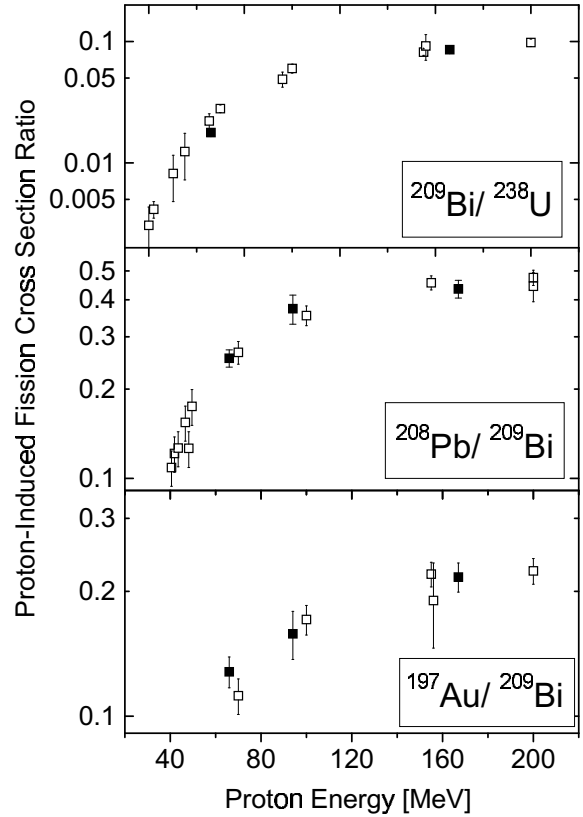 Proton-Induced Fission Cross Section Ratio
0.1
0.05
0.01
0.005
²⁰⁹Bi/ ²³⁸U
0.5
0.4
0.3
0.2
0.1
²⁰⁸Pb/ ²⁰⁹Bi
0.3
0.2
0.1
¹⁹⁷Au/ ²⁰⁹Bi
40 80 120 160 200
Proton Energy [MeV]